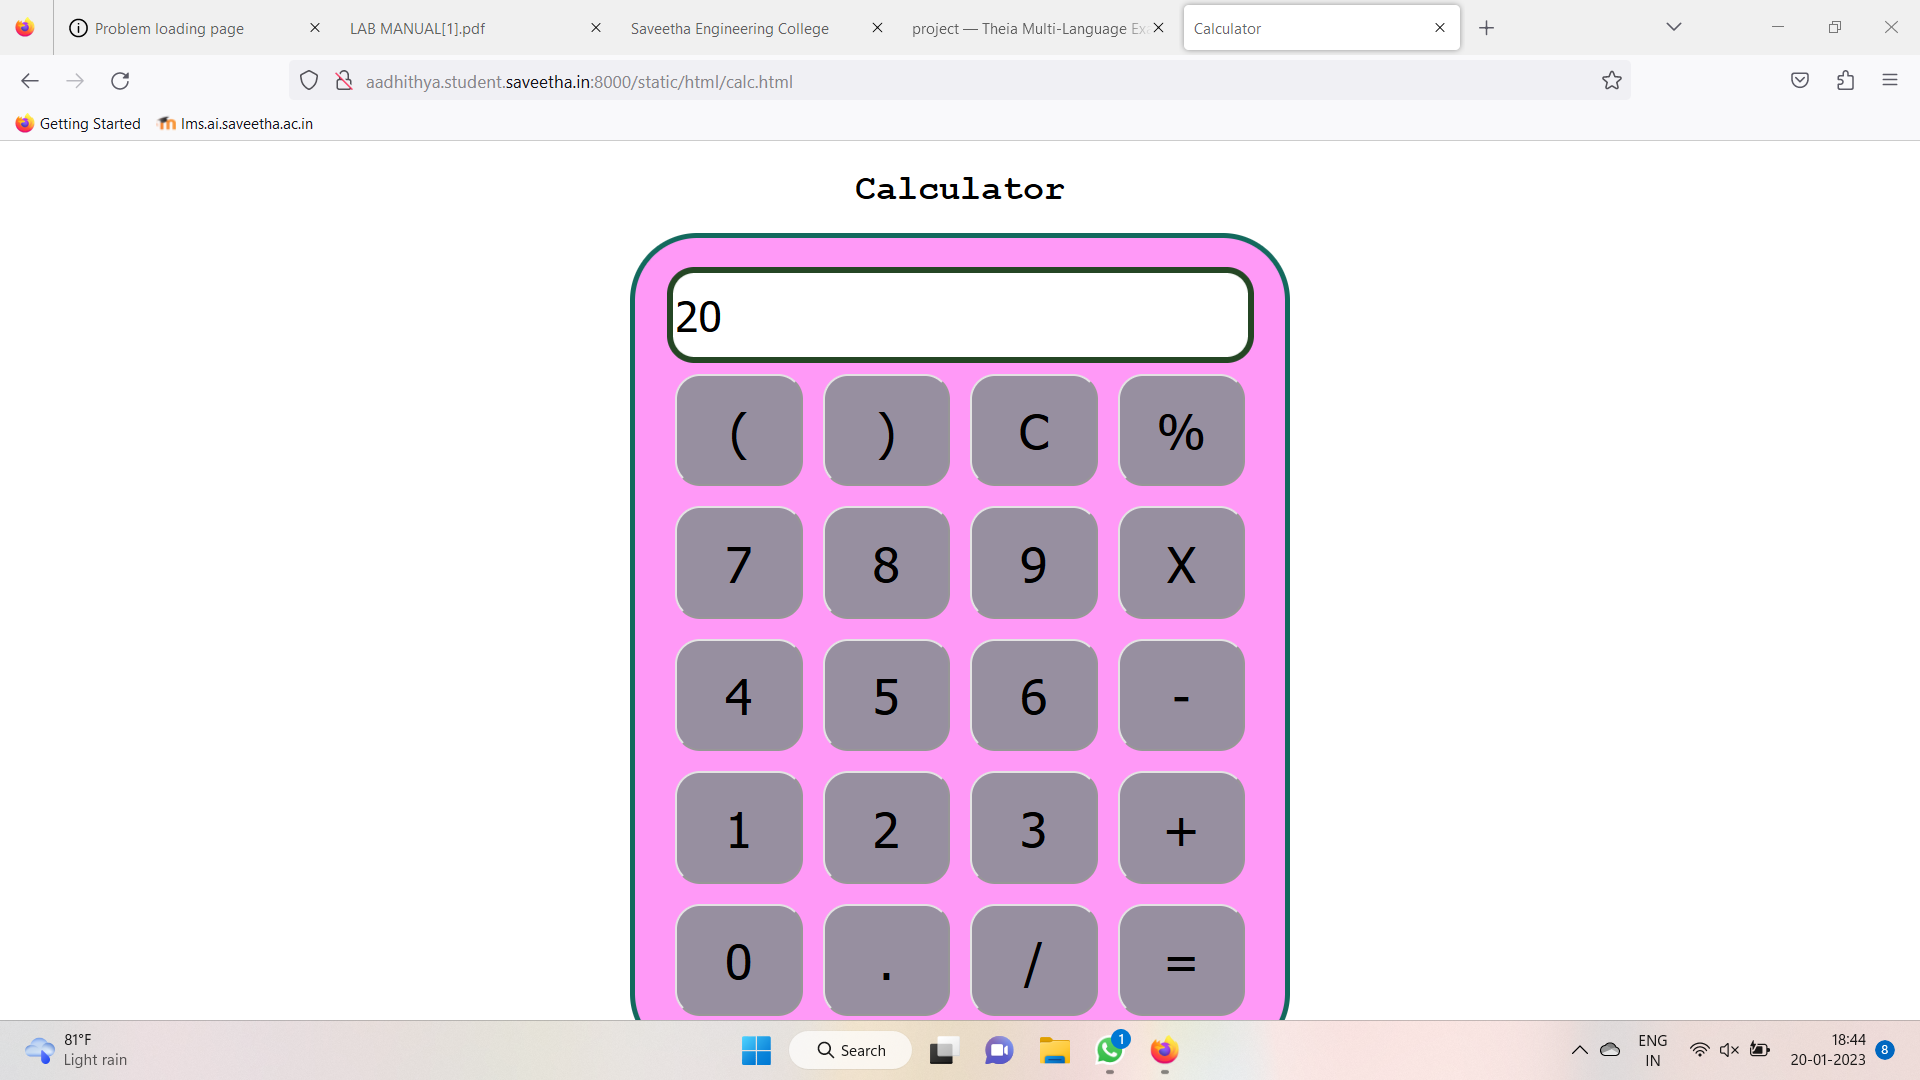 Problem loading page
LAB MANUAL[1].pdf
Saveetha Engineering College
project — Theia Multi-Language Ex
Calculator
aadhithya.student.saveetha.in:8000/static/html/calc.html
Getting Started
lms.ai.saveetha.ac.in
Calculator
20
( ) C %
7 8 9 X
4 5 6 -
1 2 3 +
0 . / =
81°F
Light rain
Search
1
ENG
IN
18:44
20-01-2023
8